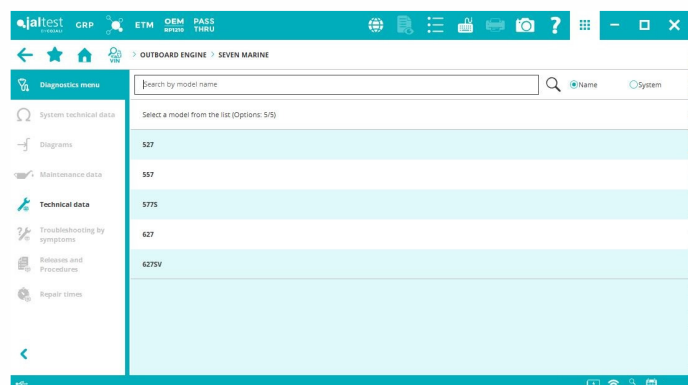 jaltest GRP ETM OEM PASS
RP1210 THRU
VIN > OUTBOARD ENGINE > SEVEN MARINE
Diagnostics menu
Search by model name
Name
System
System technical data
Select a model from the list (Options: 5/5)
Diagrams
527
Maintenance data
557
Technical data
577S
Troubleshooting by
symptoms
627
Releases and
Procedures
627SV
Repair times